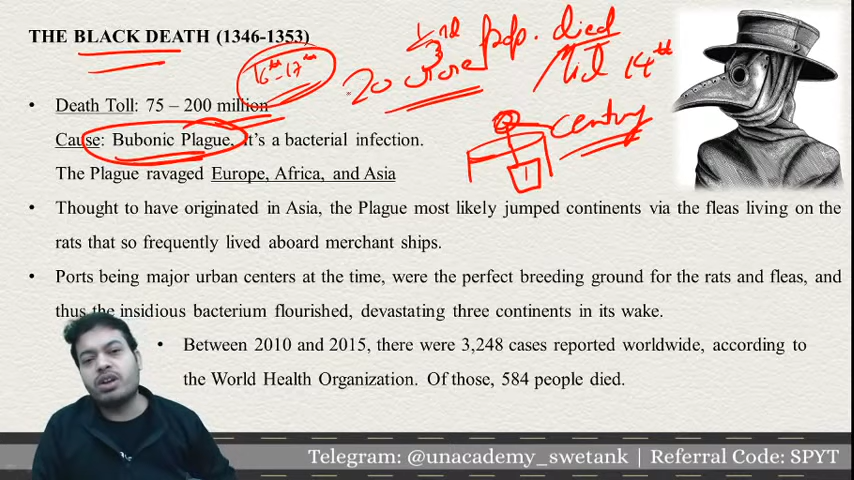 THE BLACK DEATH (1346-1353)
1/3rd pop. died
16th-17th
20 crore
Mid 14th
century
• Death Toll: 75 – 200 million
Cause: Bubonic Plague, It’s a bacterial infection.
The Plague ravaged Europe, Africa, and Asia
• Thought to have originated in Asia, the Plague most likely jumped continents via the fleas living on the
rats that so frequently lived aboard merchant ships.
• Ports being major urban centers at the time, were the perfect breeding ground for the rats and fleas, and
thus the insidious bacterium flourished, devastating three continents in its wake.
• Between 2010 and 2015, there were 3,248 cases reported worldwide, according to
the World Health Organization. Of those, 584 people died.
Telegram: @unacademy_swetank | Referral Code: SPYT